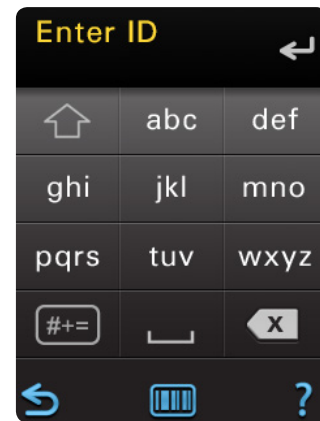 Enter ID
abc def
ghi jkl mno
pqrs tuv wxyz
#+= x
?